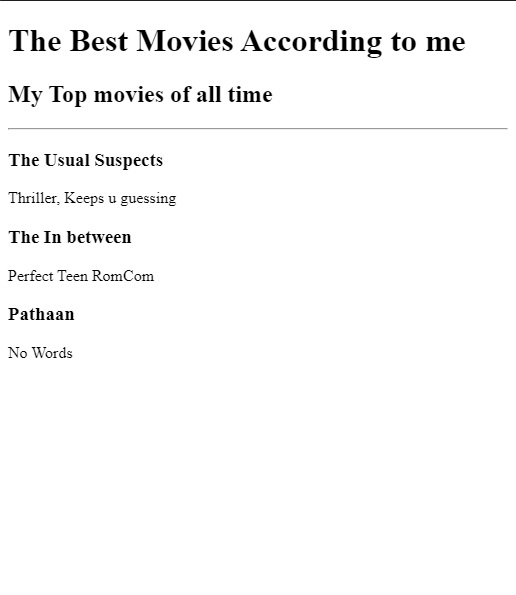 The Best Movies According to me
My Top movies of all time
The Usual Suspects
Thriller, Keeps u guessing
The In between
Perfect Teen RomCom
Pathaan
No Words